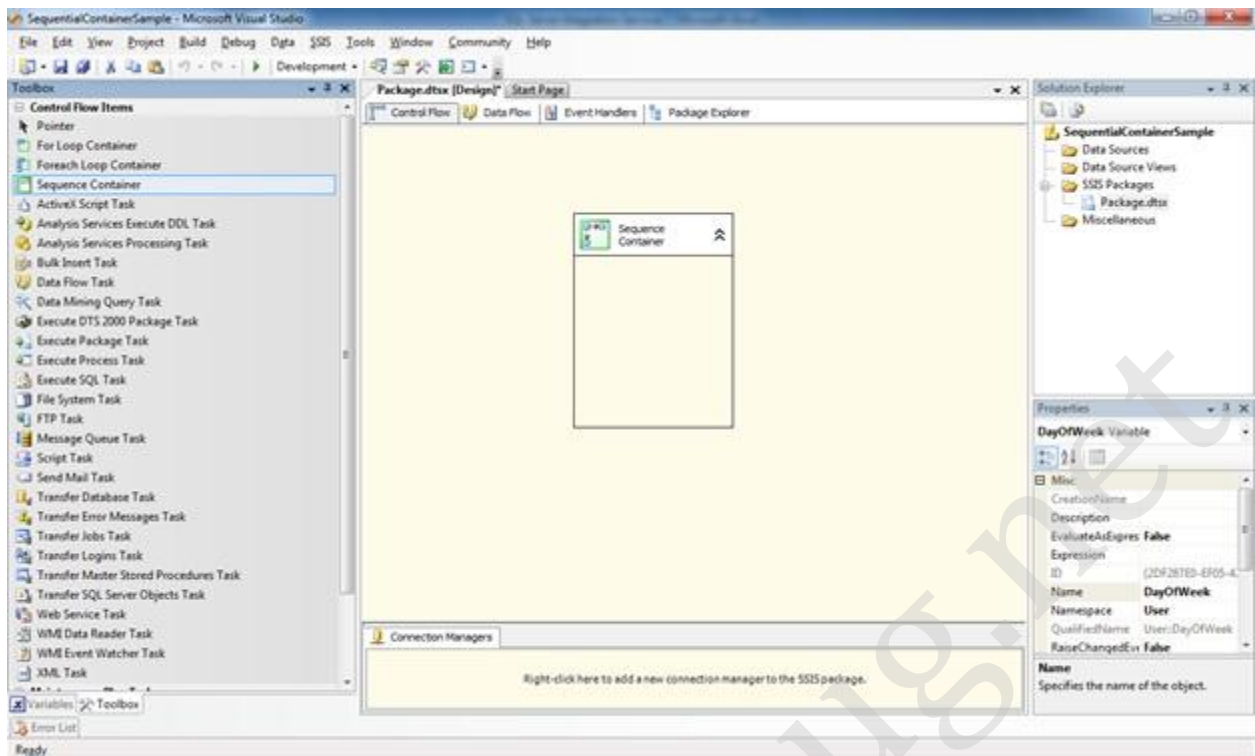 SequentialContainerSample - Microsoft Visual Studio
File Edit View Project Build Debug Data SSIS Tools Window Community Help
Development
Toolbox
Control Flow Items
Pointer
For Loop Container
Foreach Loop Container
Sequence Container
ActiveX Script Task
Analysis Services Execute DDL Task
Analysis Services Processing Task
Bulk Insert Task
Data Flow Task
Data Mining Query Task
Execute DTS 2000 Package Task
Execute Package Task
Execute Process Task
Execute SQL Task
File System Task
FTP Task
Message Queue Task
Script Task
Send Mail Task
Transfer Database Task
Transfer Error Messages Task
Transfer Jobs Task
Transfer Logins Task
Transfer Master Stored Procedures Task
Transfer SQL Server Objects Task
Web Service Task
WMI Data Reader Task
WMI Event Watcher Task
XML Task
Variables Toolbox
Error List
Ready
Package.dtsx [Design]* Start Page
Control Flow Data Flow Event Handlers Package Explorer
Sequence
Container
Connection Managers
Right-click here to add a new connection manager to the SSIS package.
Solution Explorer
SequentialContainerSample
Data Sources
Data Source Views
SSIS Packages
Package.dtsx
Miscellaneous
Properties
DayOfWeek Variable
Misc
CreationName
Description
EvaluateAsExpres False
Expression
ID
Name DayOfWeek
Namespace User
QualifiedName User::DayOfWeek
RaiseChangedEv False
Name
Specifies the name of the object.
ug.net